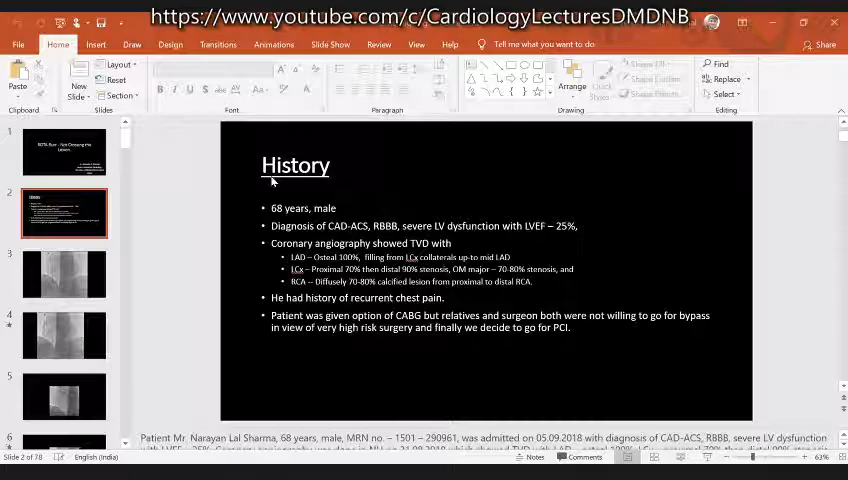 https://www.youtube.com/c/CardiologyLecturesDMDNB
File Home Insert Draw Design Transitions Animations Slide Show Review View Help Tell me what you want to do Share
Paste
Clipboard
New Slide
Layout
Reset
Section
Slides
B I U S
Font
Paragraph
Arrange
Quick Styles
Shape Fill
Shape Outline
Shape Effects
Drawing
Find
Replace
Select
Editing
1
2
3
4
5
6
History
• 68 years, male
• Diagnosis of CAD-ACS, RBBB, severe LV dysfunction with LVEF – 25%,
• Coronary angiography showed TVD with
• LAD – Osteal 100%, filling from LCx collaterals up-to mid LAD
• LCx – Proximal 70% then distal 90% stenosis, OM major – 70-80% stenosis, and
• RCA -- Diffusely 70-80% calcified lesion from proximal to distal RCA.
• He had history of recurrent chest pain.
• Patient was given option of CABG but relatives and surgeon both were not willing to go for bypass
in view of very high risk surgery and finally we decide to go for PCI.
Patient Mr. Narayan Lal Sharma, 68 years, male, MRN no. – 1501 – 290961, was admitted on 05.09.2018 with diagnosis of CAD-ACS, RBBB, severe LV dysfunction
Slide 2 of 78 English (India) Notes Comments 63%